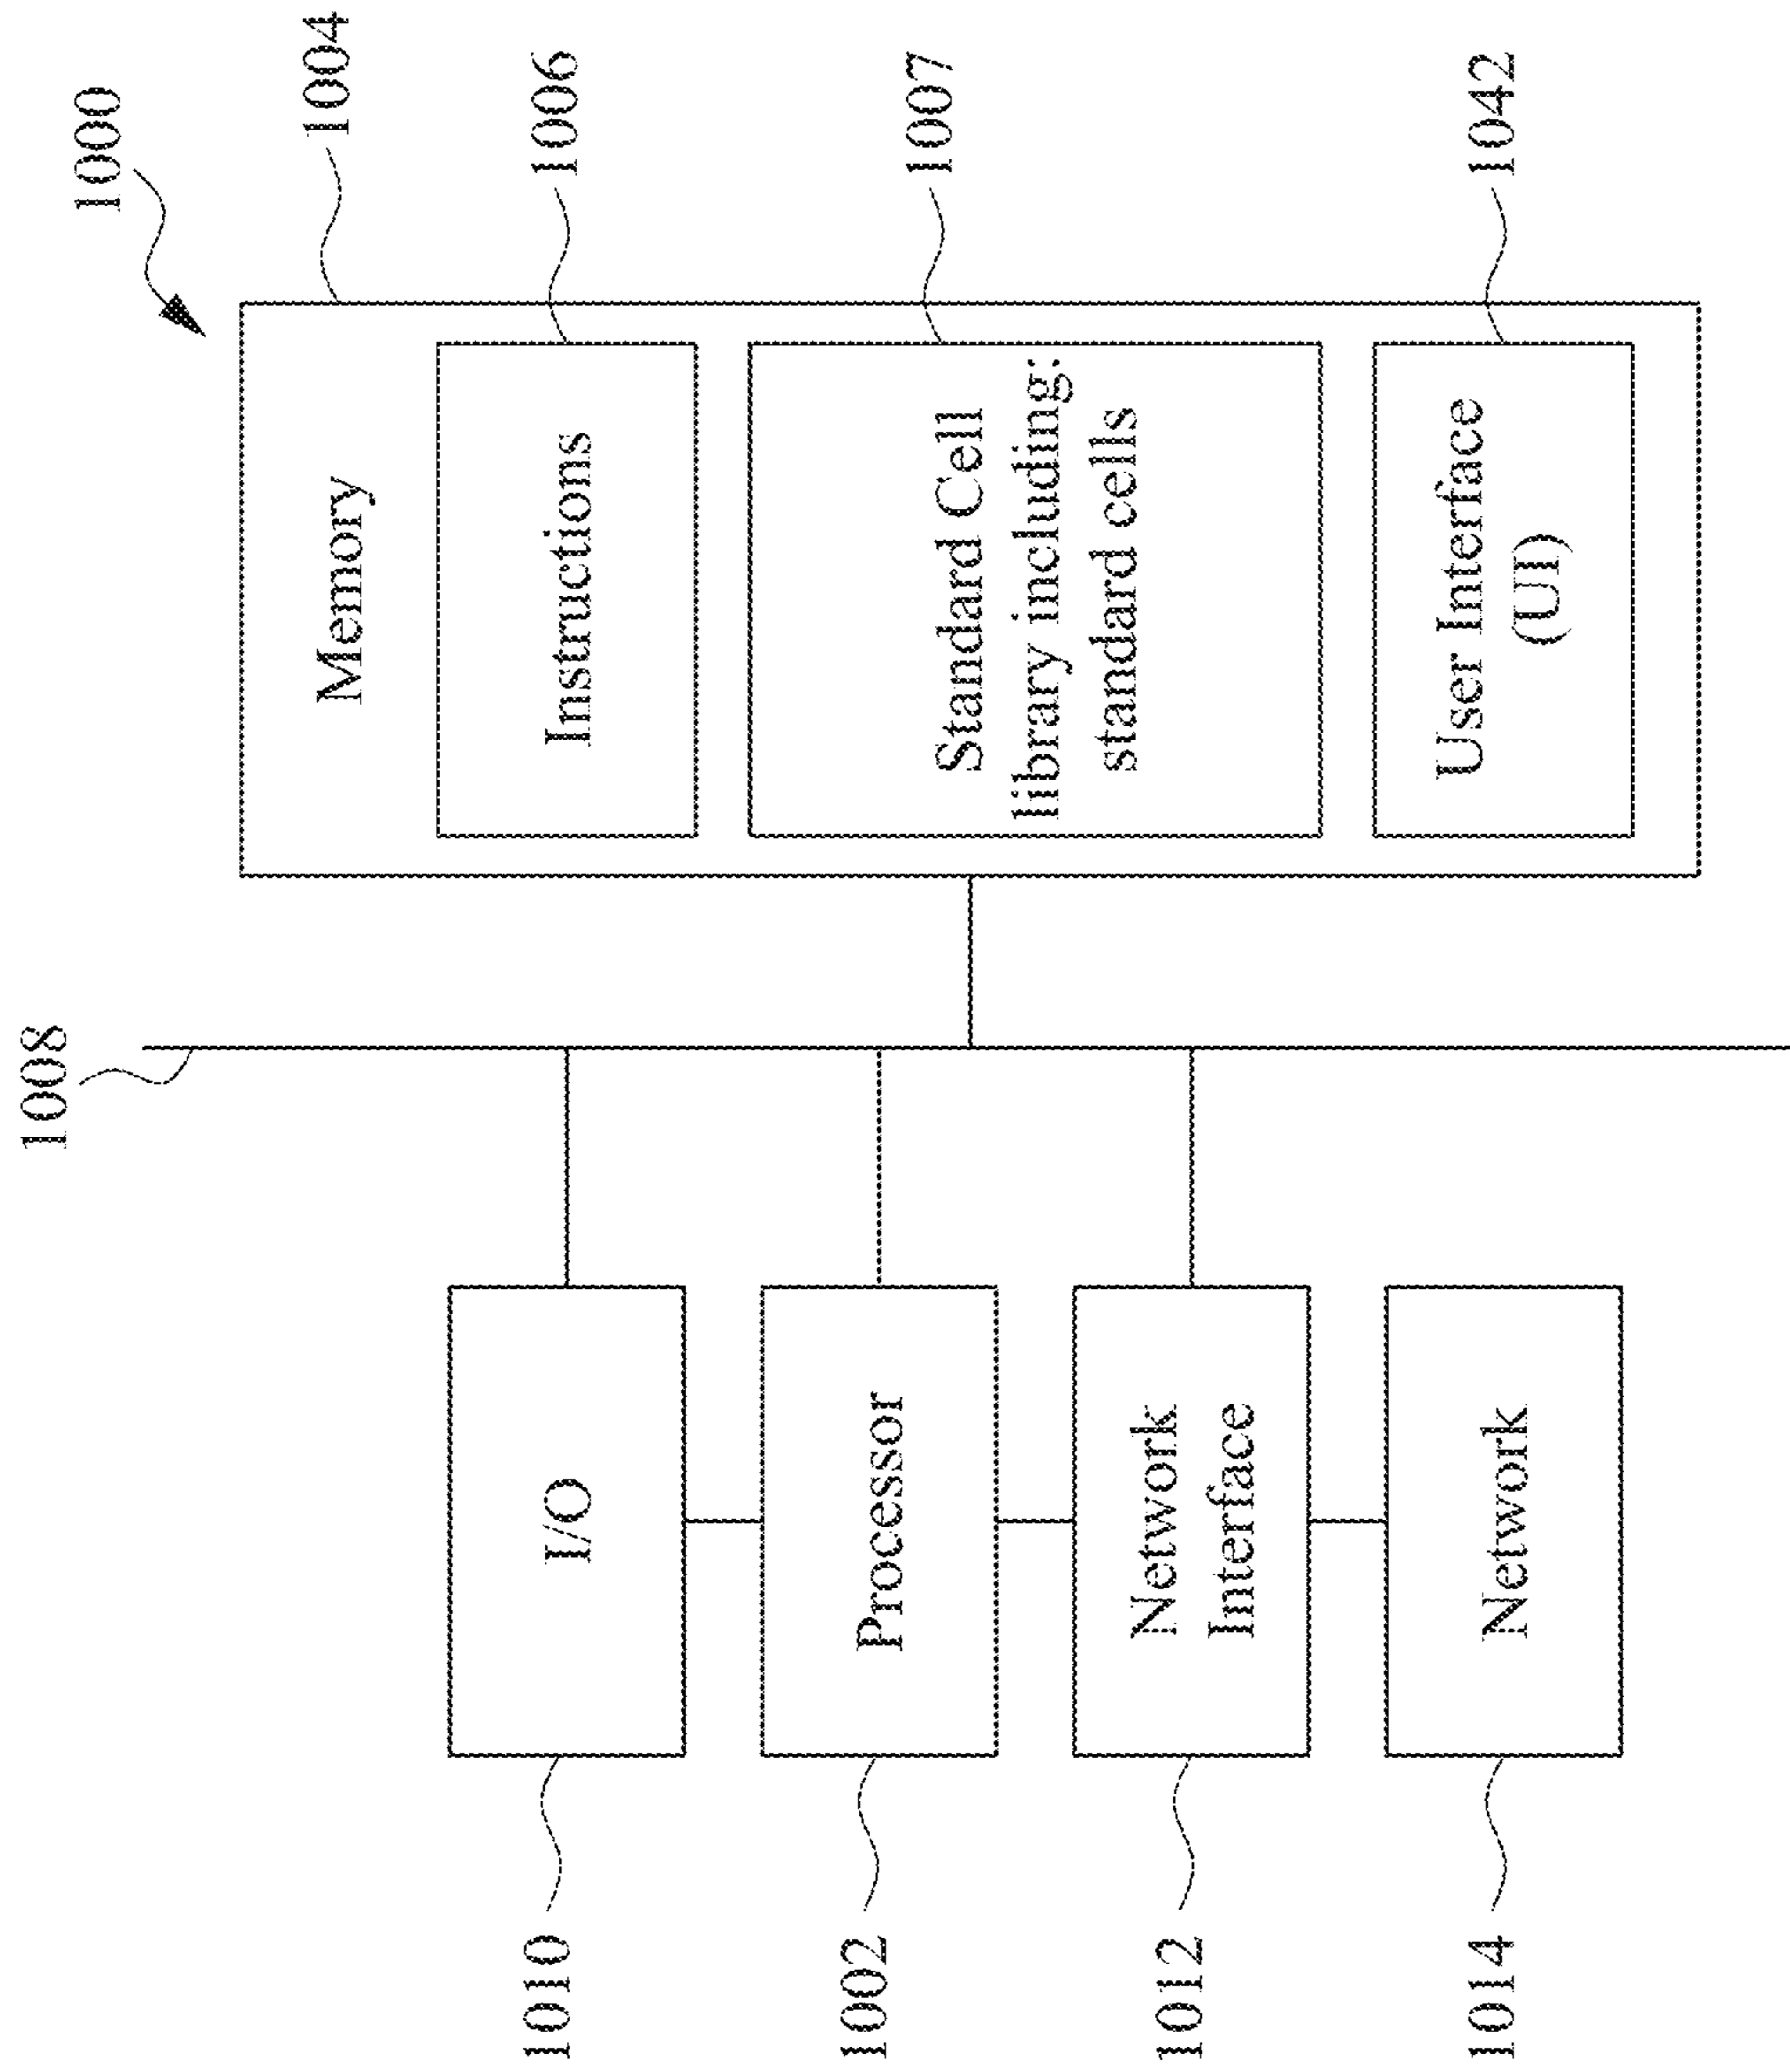 1000
1004
Memory
1006
Instructions
1007
Standard Cell
library including:
standard cells
1042
User Interface
(UI)
1008
1010
I/O
1002
Processor
1012
Network
Interface
1014
Network